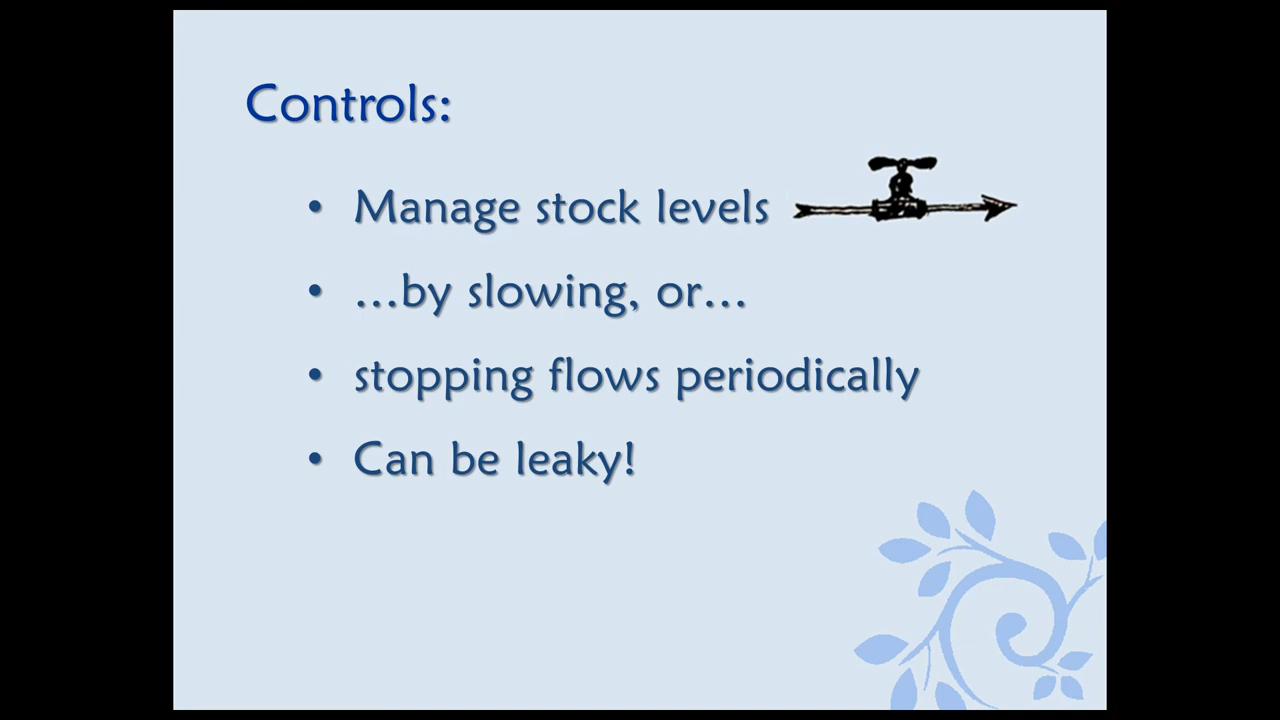 Controls:
• Manage stock levels
• ...by slowing, or...
• stopping flows periodically
• Can be leaky!